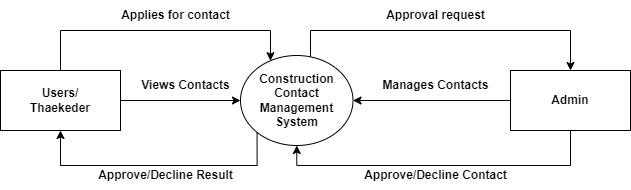 Applies for contact
Approval request
Users/
Thaekeder
Views Contacts
Construction
Contact
Management
System
Manages Contacts
Admin
Approve/Decline Result
Approve/Decline Contact